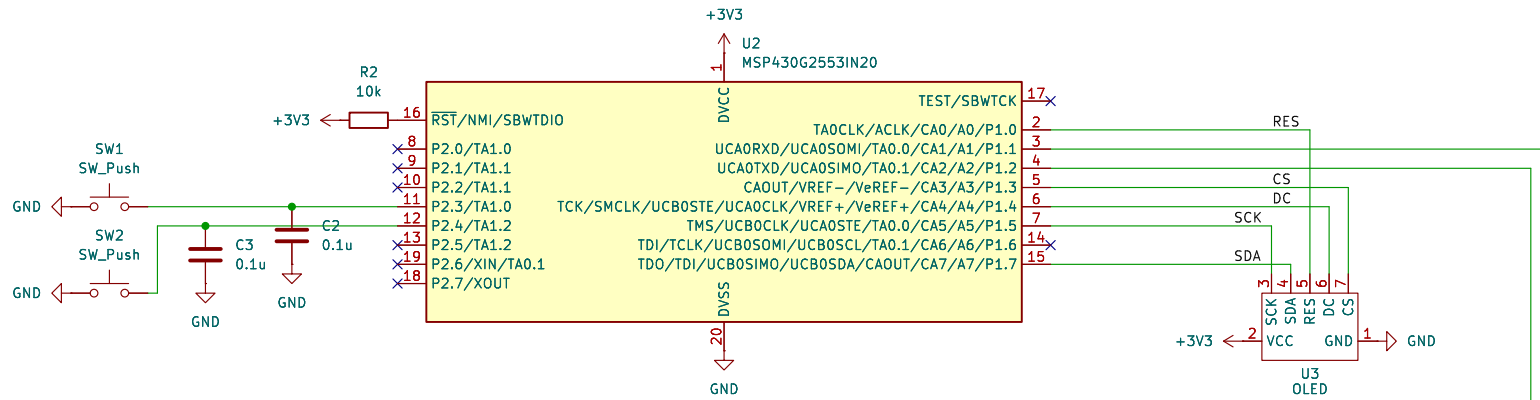 +3V3
U2
MSP430G2553IN20
1
DVCC
R2
10k
+3V3
16
RST/NMI/SBWTDIO
8
P2.0/TA1.0
9
P2.1/TA1.1
10
P2.2/TA1.1
11
P2.3/TA1.0
12
P2.4/TA1.2
13
P2.5/TA1.2
19
P2.6/XIN/TA0.1
18
P2.7/XOUT
TEST/SBWTCK
17
TA0CLK/ACLK/CA0/A0/P1.0
2
UCA0RXD/UCA0SOMI/TA0.0/CA1/A1/P1.1
3
UCA0TXD/UCA0SIMO/TA0.1/CA2/A2/P1.2
4
CAOUT/VREF-/VeREF-/CA3/A3/P1.3
5
TCK/SMCLK/UCB0STE/UCA0CLK/VREF+/VeREF+/CA4/A4/P1.4
6
TMS/UCB0CLK/UCA0STE/TA0.0/CA5/A5/P1.5
7
TDI/TCLK/UCB0SOMI/UCB0SCL/TA0.1/CA6/A6/P1.6
14
TDO/TDI/UCB0SIMO/UCB0SDA/CAOUT/CA7/A7/P1.7
15
DVSS
20
GND
SW1
SW_Push
GND
SW2
SW_Push
GND
C3
0.1u
GND
C2
0.1u
GND
RES
CS
DC
SCK
SDA
3
4
5
6
7
SCK
SDA
RES
DC
CS
+3V3
2
VCC
GND
1
GND
U3
OLED